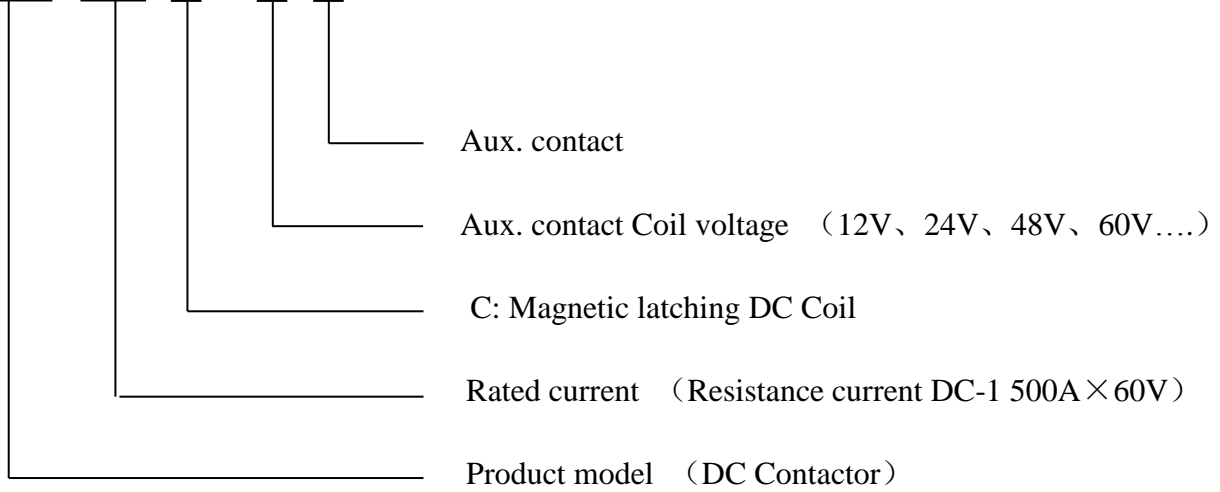 Aux. contact
Aux. contact Coil voltage （12V、24V、48V、60V….）
C: Magnetic latching DC Coil
Rated current （Resistance current DC-1 500A×60V）
Product model （DC Contactor）